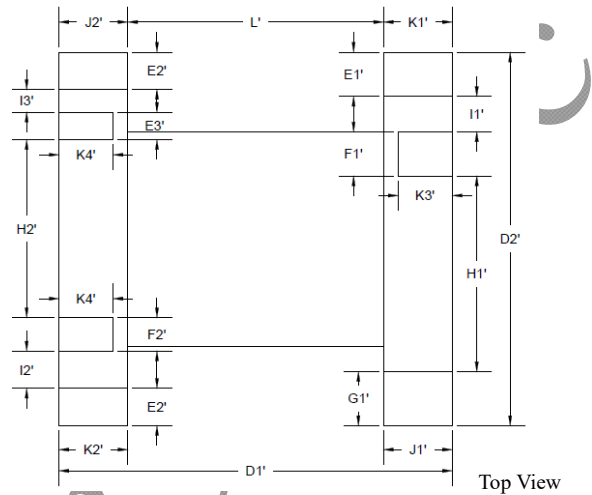 J2' L' K1'
E2' E1'
I3' I1'
E3'
K4' F1'
K3'
H2' D2'
H1'
K4'
F2'
I2'
G1'
E2'
K2' J1'
D1'
Top View